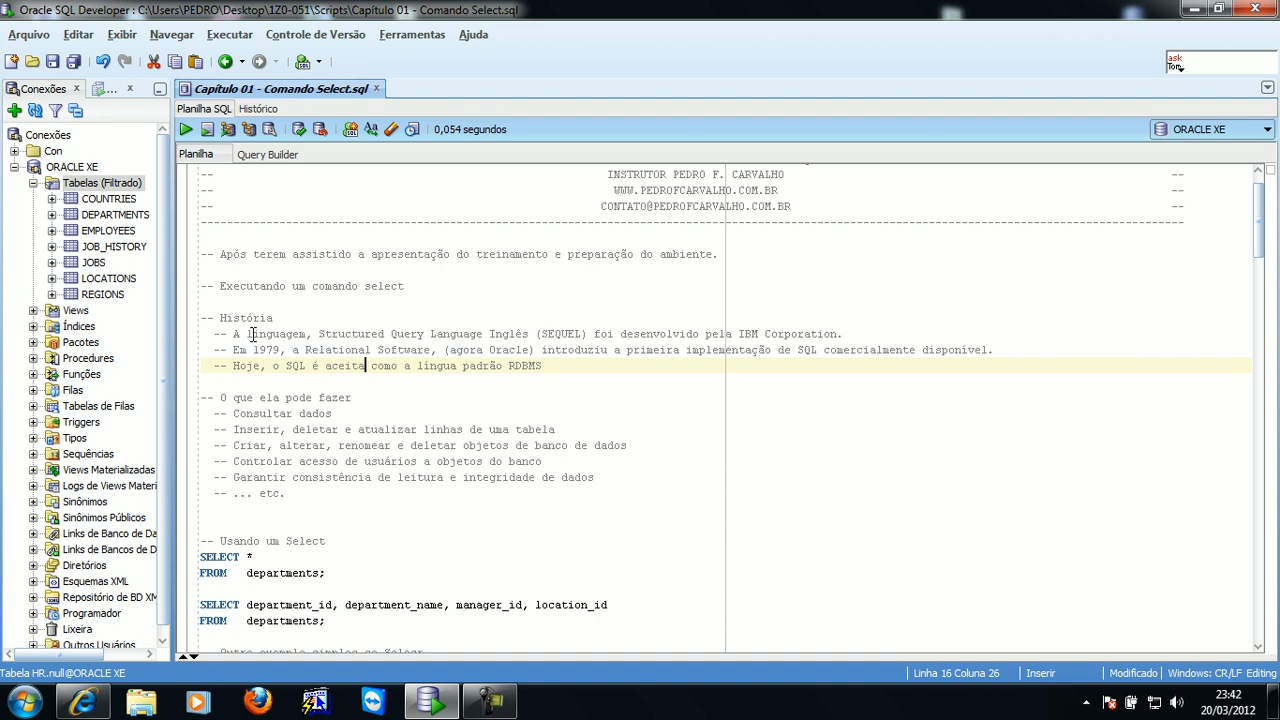 Oracle SQL Developer : C:\Users\PEDRO\Desktop\1Z0-051\Scripts\Capítulo 01 - Comando Select.sql
Arquivo Editar Exibir Navegar Executar Controle de Versão Ferramentas Ajuda
ask
Tom
Conexões
...
Capítulo 01 - Comando Select.sql
Planilha SQL Histórico
0,054 segundos
ORACLE XE
Planilha Query Builder
Conexões
Con
ORACLE XE
Tabelas (Filtrado)
COUNTRIES
DEPARTMENTS
EMPLOYEES
JOB_HISTORY
JOBS
LOCATIONS
REGIONS
Views
Índices
Pacotes
Procedures
Funções
Filas
Tabelas de Filas
Triggers
Tipos
Sequências
Views Materializadas
Logs de Views Materi
Sinônimos
Sinônimos Públicos
Links de Banco de Da
Links de Bancos de D
Diretórios
Esquemas XML
Repositório de BD XM
Programador
Lixeira
Outros Usuários
-- INSTRUTOR PEDRO F. CARVALHO --
-- WWW.PEDROFCARVALHO.COM.BR --
-- CONTATO@PEDROFCARVALHO.COM.BR --
-- Após terem assistido a apresentação do treinamento e preparação do ambiente.
-- Executando um comando select
-- História
-- A linguagem, Structured Query Language Inglês (SEQUEL) foi desenvolvido pela IBM Corporation.
-- Em 1979, a Relational Software, (agora Oracle) introduziu a primeira implementação de SQL comercialmente disponível.
-- Hoje, o SQL é aceita como a língua padrão RDBMS
-- O que ela pode fazer
-- Consultar dados
-- Inserir, deletar e atualizar linhas de uma tabela
-- Criar, alterar, renomear e deletar objetos de banco de dados
-- Controlar acesso de usuários a objetos do banco
-- Garantir consistência de leitura e integridade de dados
-- ... etc.
-- Usando um Select
SELECT *
FROM departments;
SELECT department_id, department_name, manager_id, location_id
FROM departments;
Tabela HR.null@ORACLE XE
Linha 16 Coluna 27
Inserir
Modificado
Windows: CR/LF Editing
23:42
20/03/2012